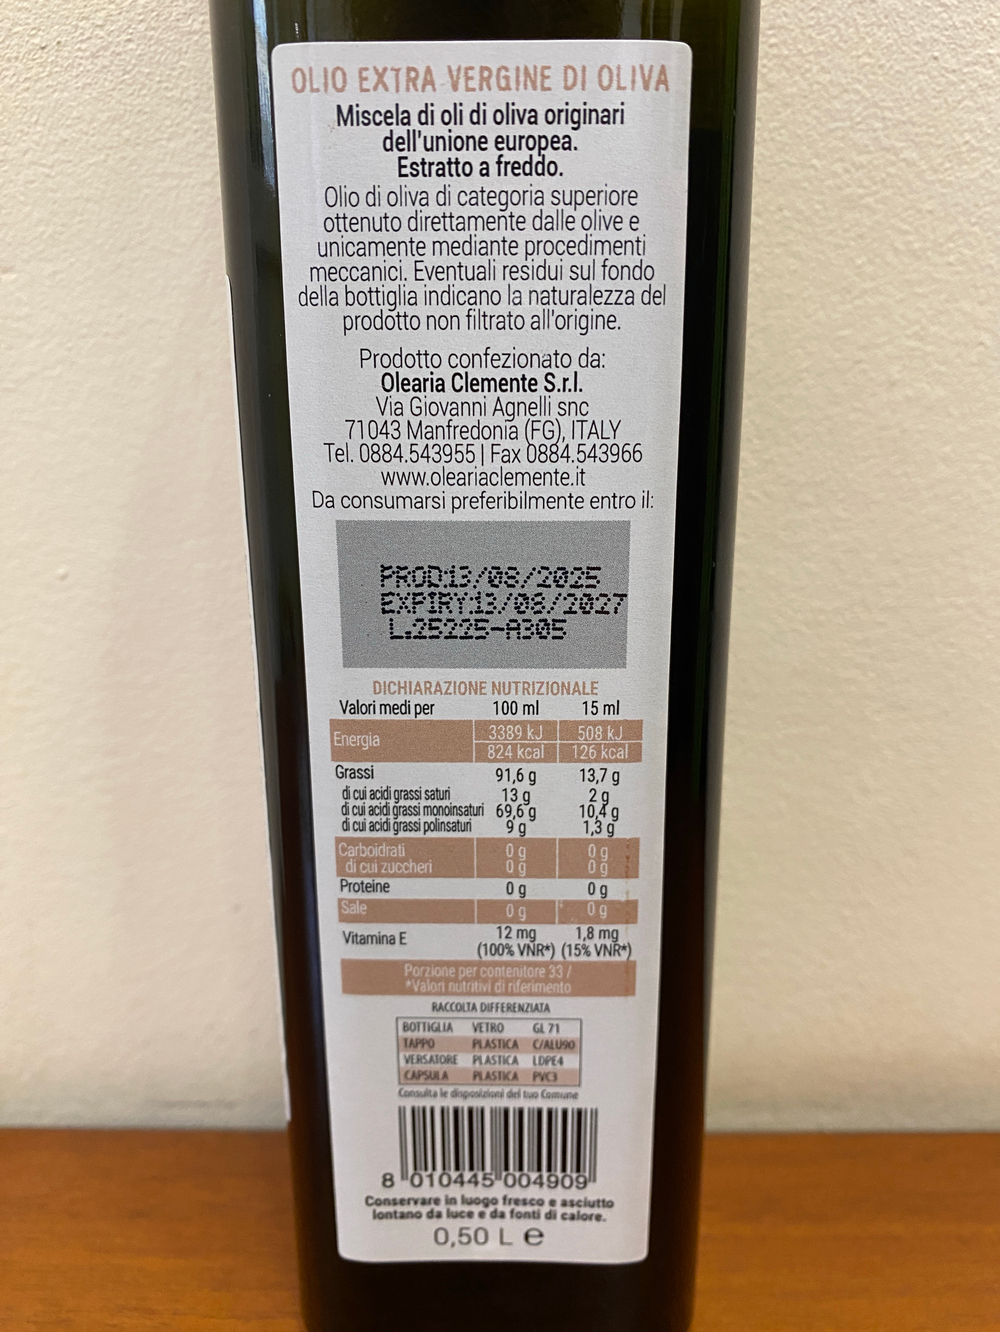 OLIO EXTRA VERGINE DI OLIVA
Miscela di oli di oliva originari
dell'unione europea.
Estratto a freddo.
Olio di oliva di categoria superiore
ottenuto direttamente dalle olive e
unicamente mediante procedimenti
meccanici. Eventuali residui sul fondo
della bottiglia indicano la naturalezza del
prodotto non filtrato all'origine.
Prodotto confezionato da:
Olearia Clemente S.r.l.
Via Giovanni Agnelli snc
71043 Manfredonia (FG), ITALY
Tel. 0884.543955 | Fax 0884.543966
www.oleariaclemente.it
Da consumarsi preferibilmente entro il:
PROD:13/08/2025
EXPIRY:13/08/2027
L:25225-A305
DICHIARAZIONE NUTRIZIONALE
Valori medi per 100 ml 15 ml
Energia 3389 kJ 508 kJ
824 kcal 126 kcal
Grassi 91,6 g 13,7 g
di cui acidi grassi saturi 13 g 2 g
di cui acidi grassi monoinsaturi 69,6 g 10,4 g
di cui acidi grassi polinsaturi 9 g 1,3 g
Carboidrati 0 g 0 g
di cui zuccheri 0 g 0 g
Proteine 0 g 0 g
Sale 0 g 0 g
Vitamina E 12 mg 1,8 mg
(100% VNR*) (15% VNR*)
Porzione per contenitore 33 /
*Valori nutritivi di riferimento
RACCOLTA DIFFERENZIATA
BOTTIGLIA VETRO GL 71
TAPPO PLASTICA C/ALU90
VERSATORE PLASTICA LDPE4
CAPSULA PLASTICA PVC3
Consulta le disposizioni del tuo Comune
8 010445 004909
Conservare in luogo fresco e asciutto
lontano da luce e da fonti di calore.
0,50 L e